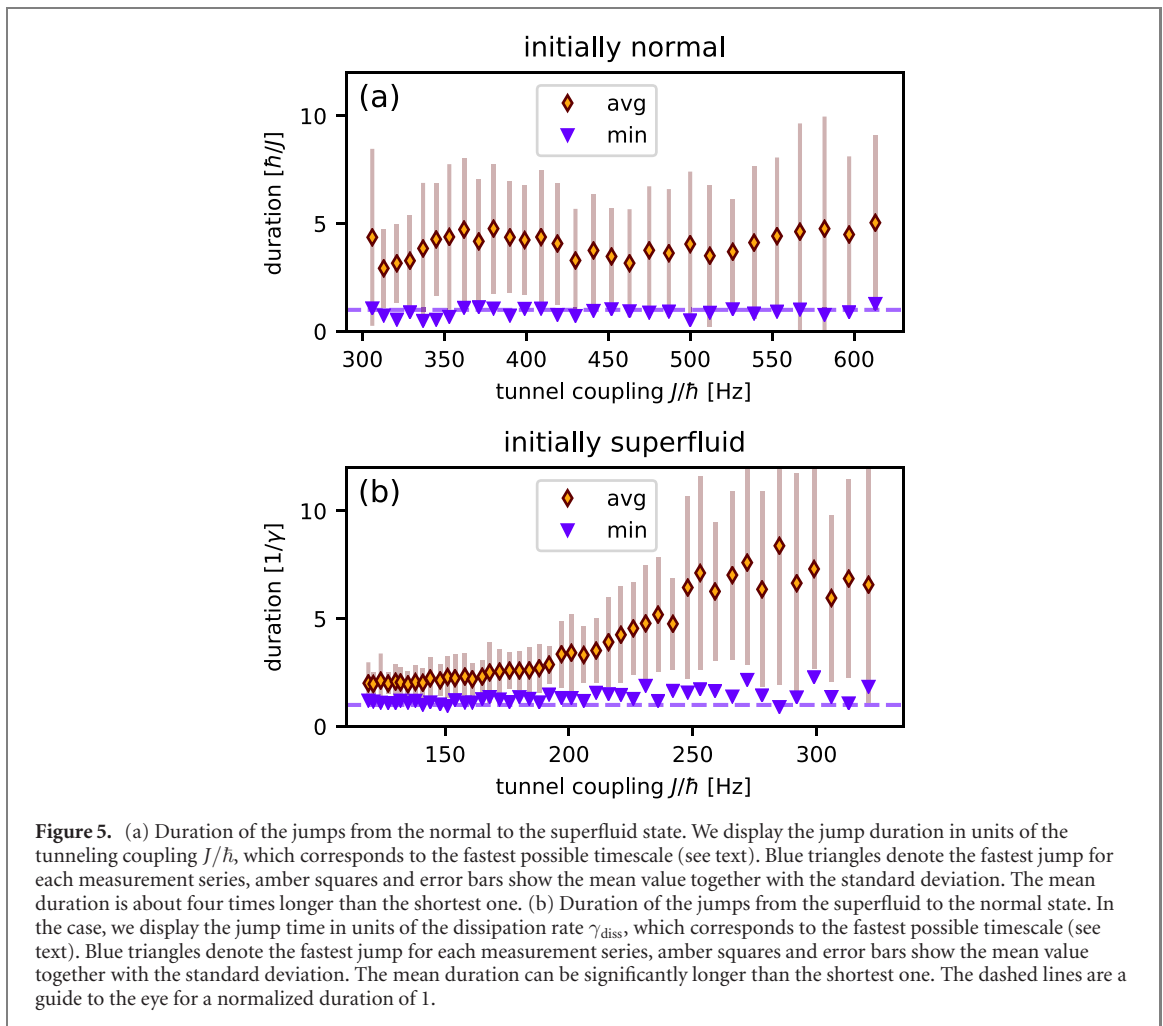 initially normal
(a)
avg
min
10
5
0
duration [ℏ/J]
300 350 400 450 500 550 600
tunnel coupling J/ℏ [Hz]
initially superfluid
(b)
avg
min
10
5
0
duration [1/γ]
150 200 250 300
tunnel coupling J/ℏ [Hz]
Figure 5. (a) Duration of the jumps from the normal to the superfluid state. We display the jump duration in units of the
tunneling coupling J/ℏ, which corresponds to the fastest possible timescale (see text). Blue triangles denote the fastest jump for
each measurement series, amber squares and error bars show the mean value together with the standard deviation. The mean
duration is about four times longer than the shortest one. (b) Duration of the jumps from the superfluid to the normal state. In
the case, we display the jump time in units of the dissipation rate γdiss, which corresponds to the fastest possible timescale (see
text). Blue triangles denote the fastest jump for each measurement series, amber squares and error bars show the mean value
together with the standard deviation. The mean duration can be significantly longer than the shortest one. The dashed lines are a
guide to the eye for a normalized duration of 1.